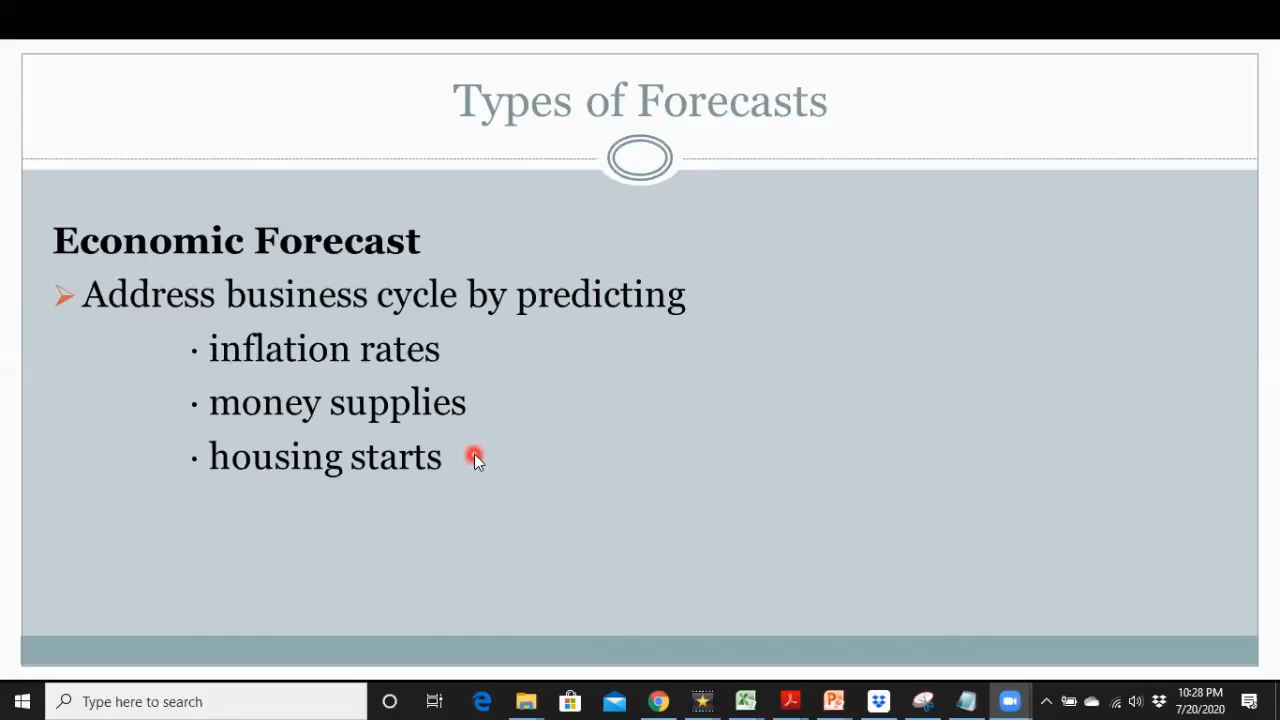 Types of Forecasts
Economic Forecast
➢ Address business cycle by predicting
· inflation rates
· money supplies
· housing starts
Type here to search
10:28 PM
7/20/2020